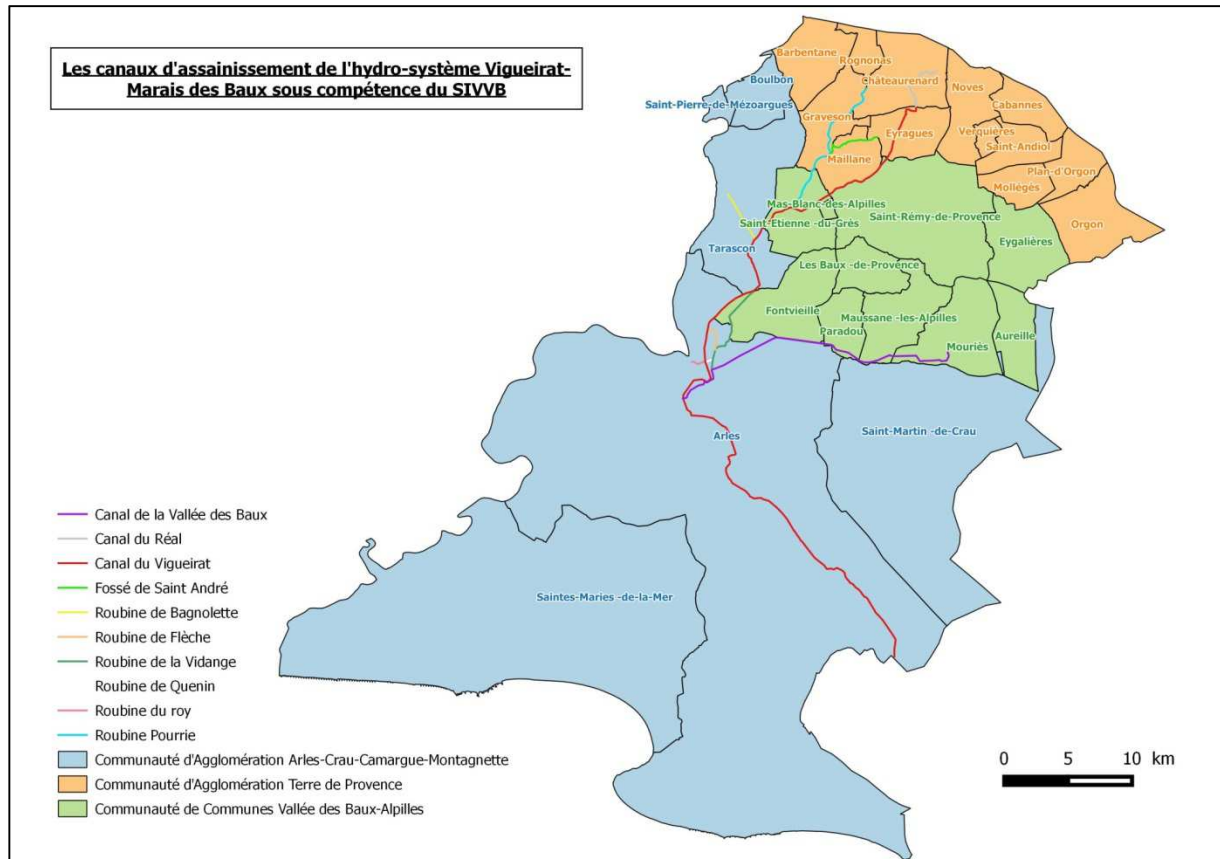 Les canaux d'assainissement de l'hydro-système Vigueirat-
Marais des Baux sous compétence du SIVVB
Barbentane
Rognonas
Châteaurenard
Boulbon
Noves
Cabannes
Saint-Pierre-de-Mézoargues
Graveson
Eyragues
Verquières
Saint-Andiol
Maillane
Plan-d'Orgon
Mollégès
Mas-Blanc-des-Alpilles
Saint-Rémy-de-Provence
Saint-Etienne -du-Grès
Orgon
Eygalières
Tarascon
Les Baux -de-Provence
Fontvieille
Maussane -les-Alpilles
Paradou
Aureille
Mouriès
Arles
Saint-Martin -de-Crau
Saintes-Maries -de-la-Mer
Canal de la Vallée des Baux
Canal du Réal
Canal du Vigueirat
Fossé de Saint André
Roubine de Bagnolette
Roubine de Flèche
Roubine de la Vidange
Roubine de Quenin
Roubine du roy
Roubine Pourrie
Communauté d'Agglomération Arles-Crau-Camargue-Montagnette
Communauté d'Agglomération Terre de Provence
Communauté de Communes Vallée des Baux-Alpilles
0 5 10 km